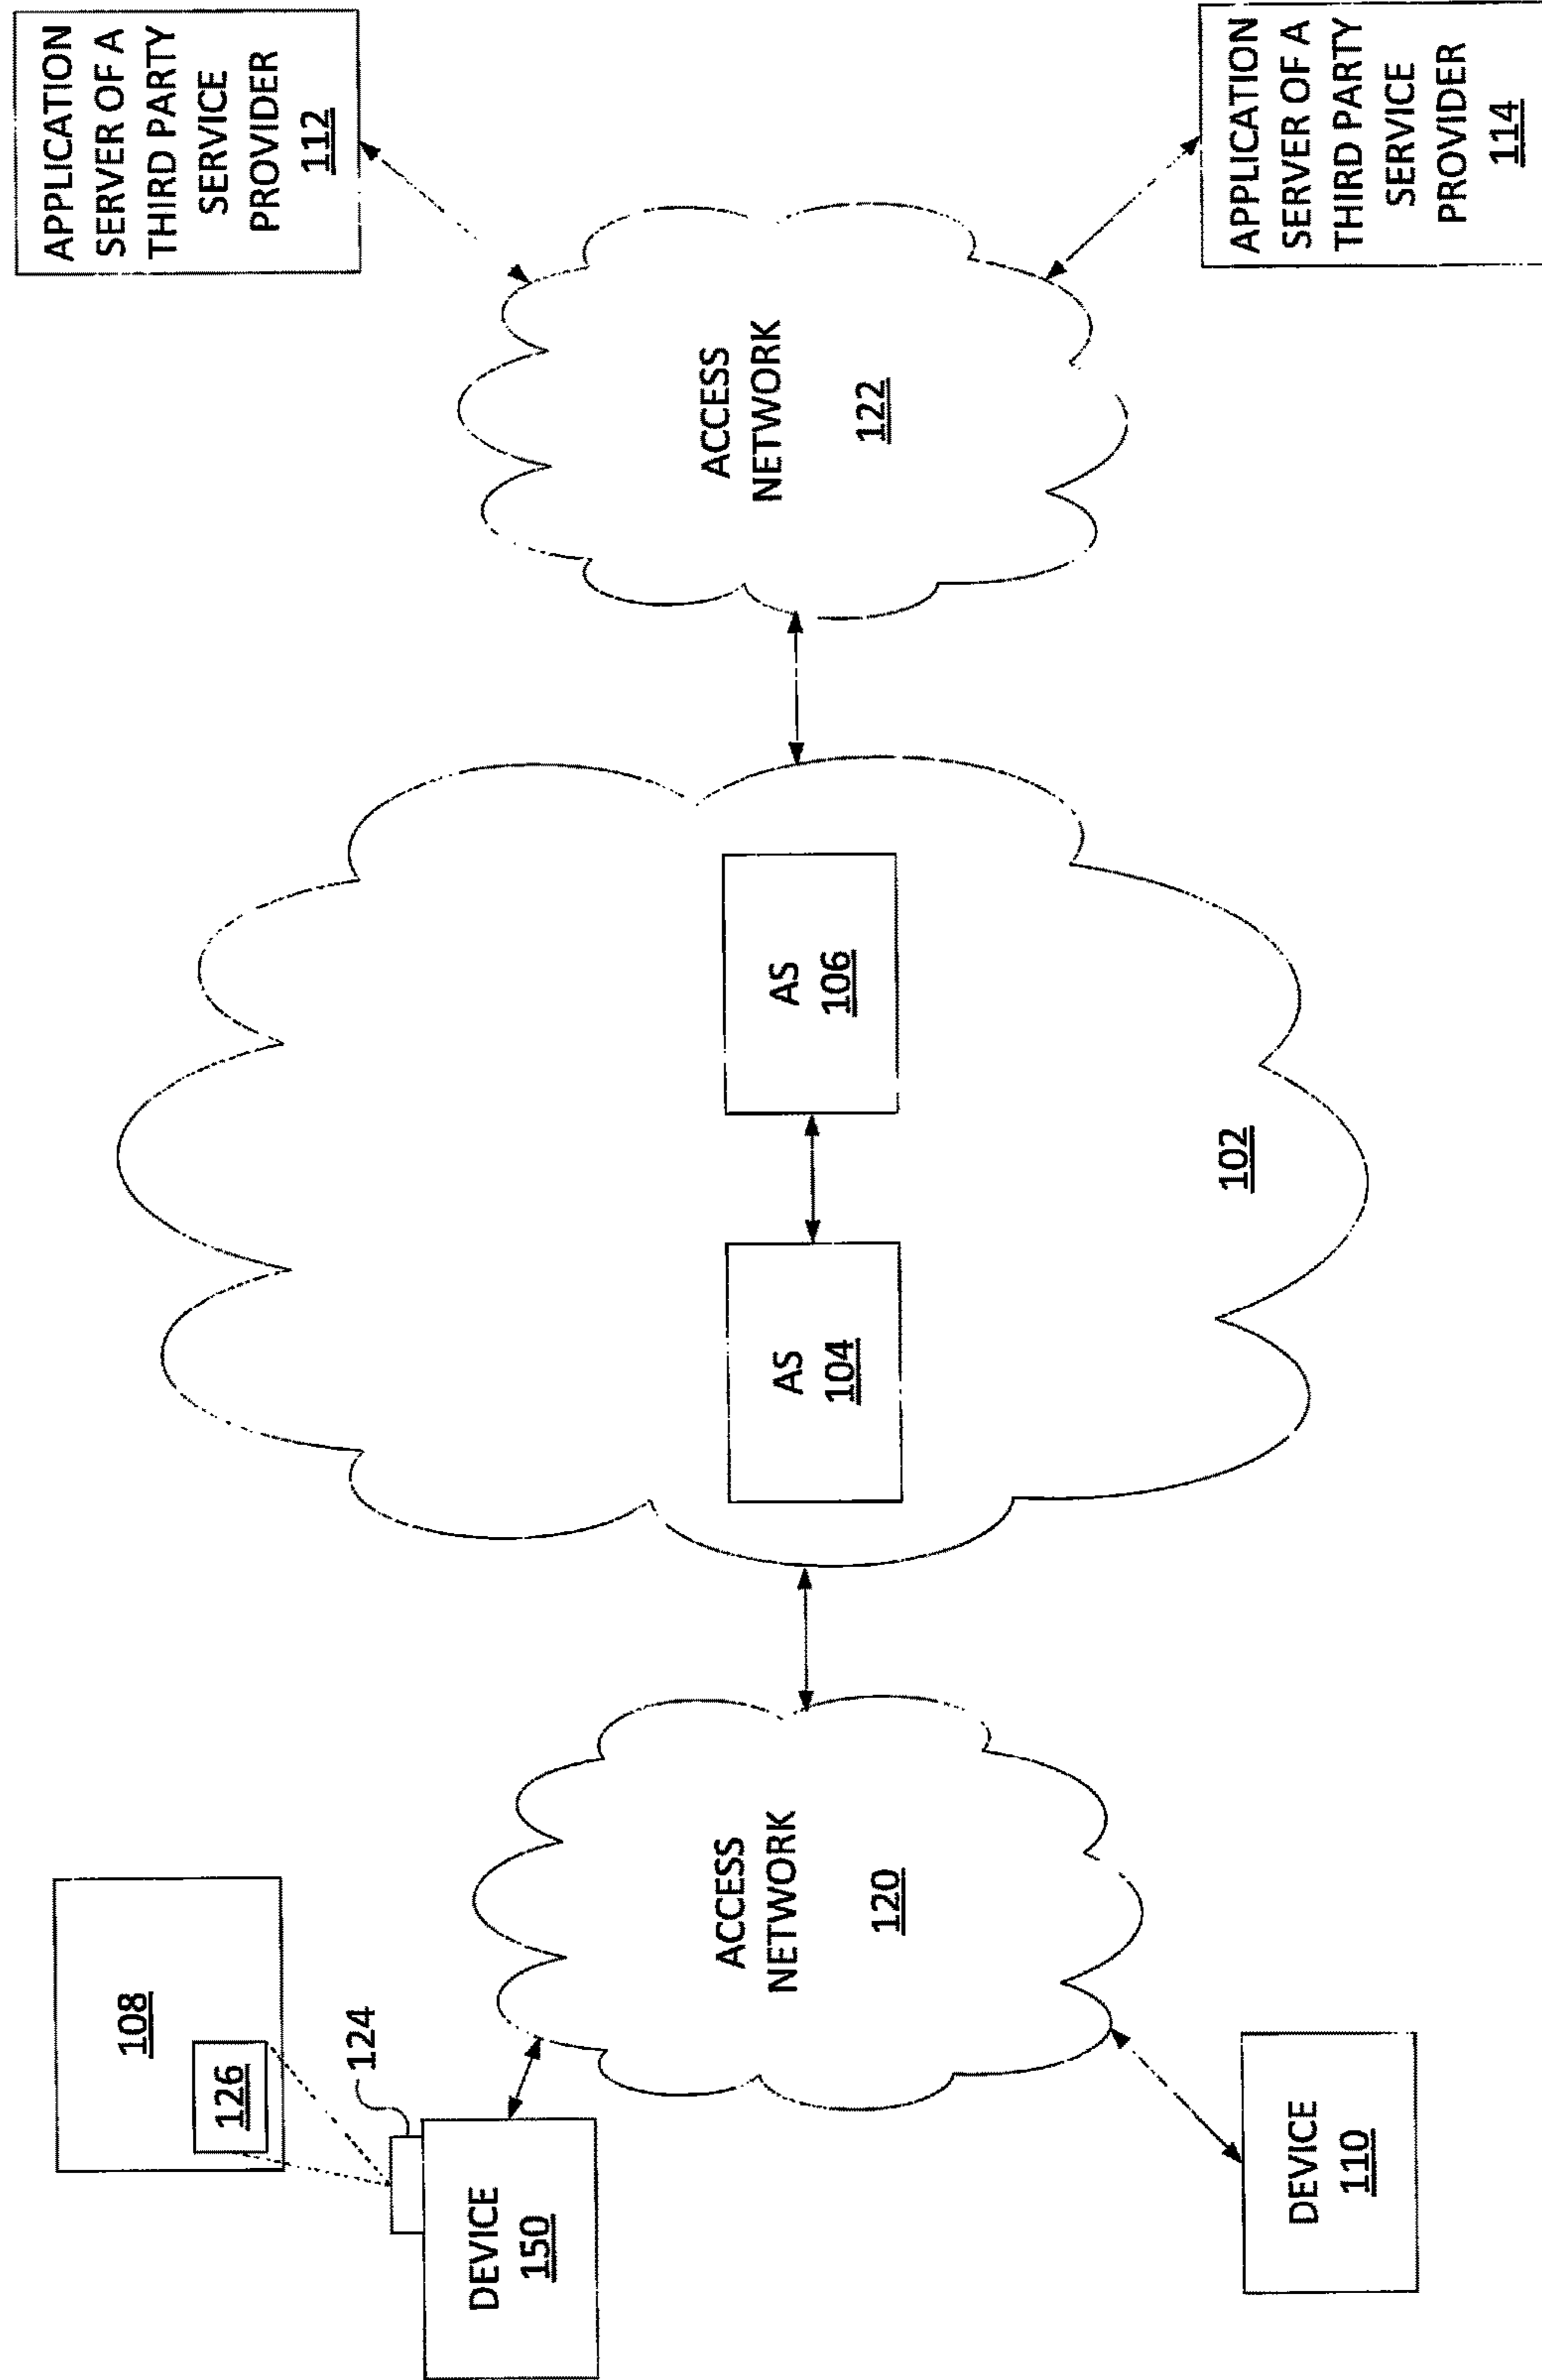 108
126
124
DEVICE
150
DEVICE
110
ACCESS
NETWORK
120
AS
104
AS
106
102
ACCESS
NETWORK
122
APPLICATION
SERVER OF A
THIRD PARTY
SERVICE
PROVIDER
112
APPLICATION
SERVER OF A
THIRD PARTY
SERVICE
PROVIDER
114